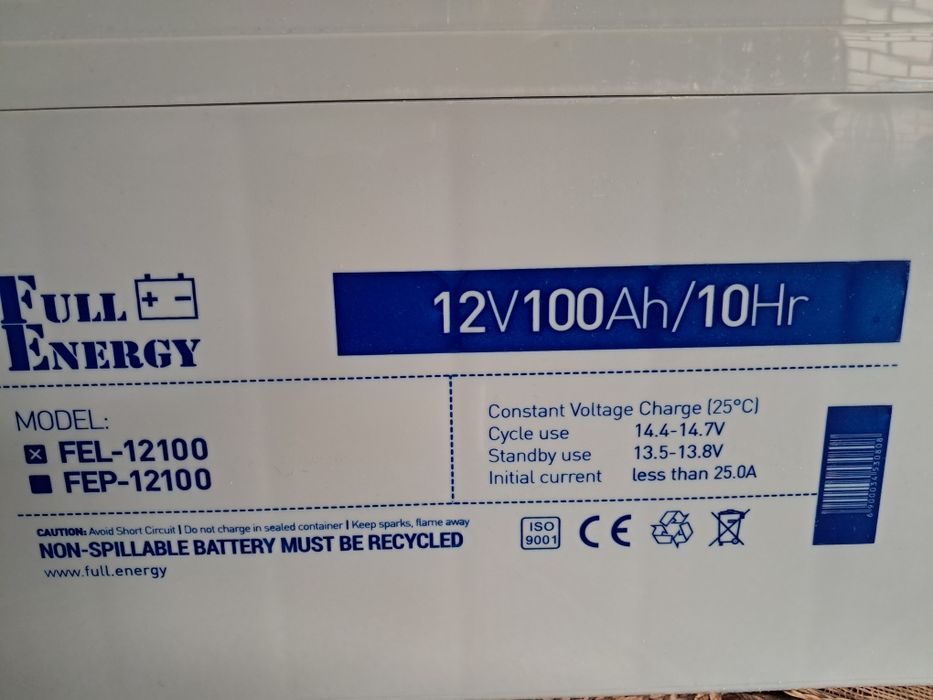 FULL
ENERGY
12V100Ah/10Hr
MODEL:
FEL-12100
FEP-12100
Constant Voltage Charge (25°C)
Cycle use 14.4-14.7V
Standby use 13.5-13.8V
Initial current less than 25.0A
CAUTION: Avoid Short Circuit | Do not charge in sealed container | Keep sparks, flame away
NON-SPILLABLE BATTERY MUST BE RECYCLED
www.full.energy
ISO
9001
CE